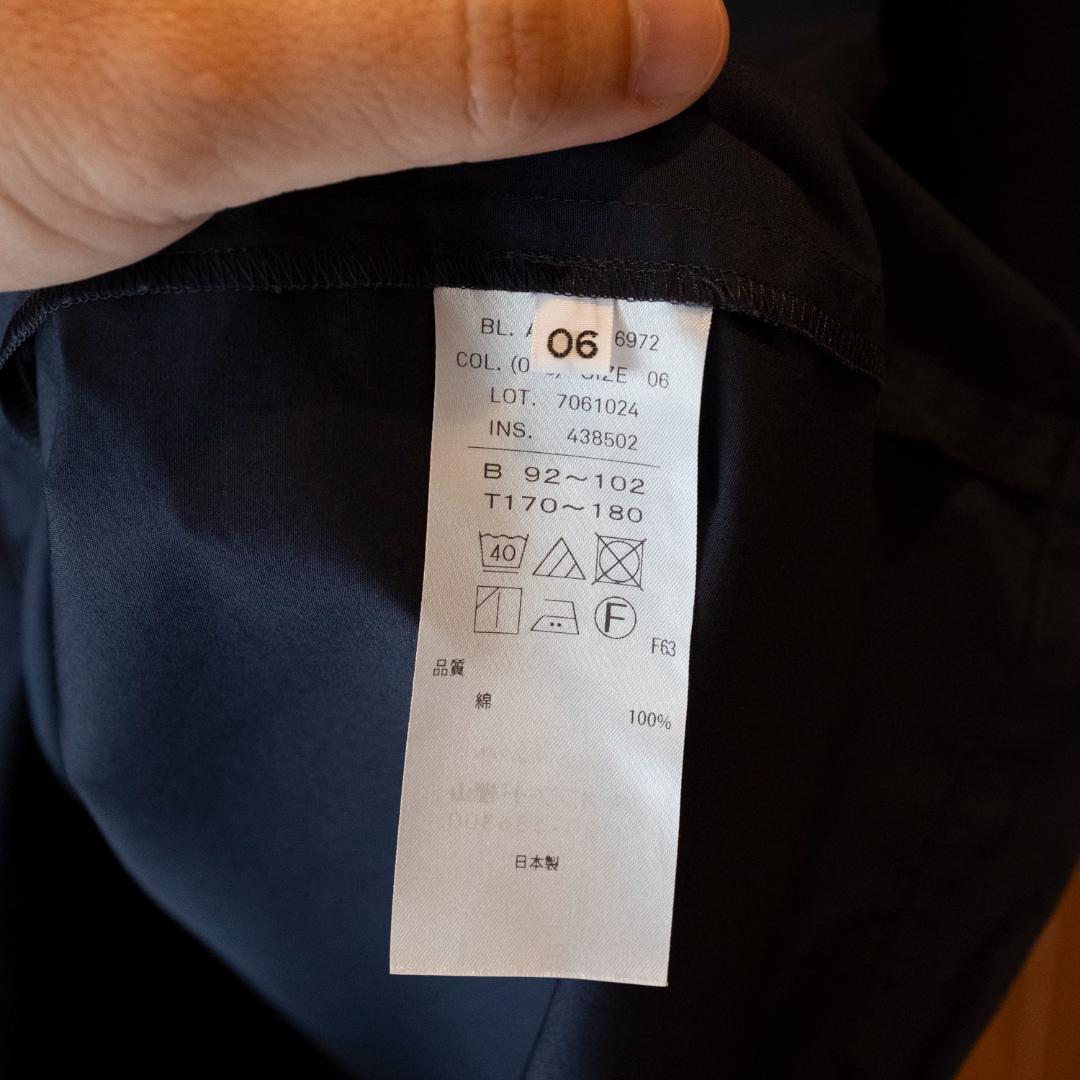 BL. 6972
06
COL. (0 SIZE 06
LOT. 7061024
INS. 438502
B 92～102
T170～180
40
F
F63
品質
綿 100%
日本製